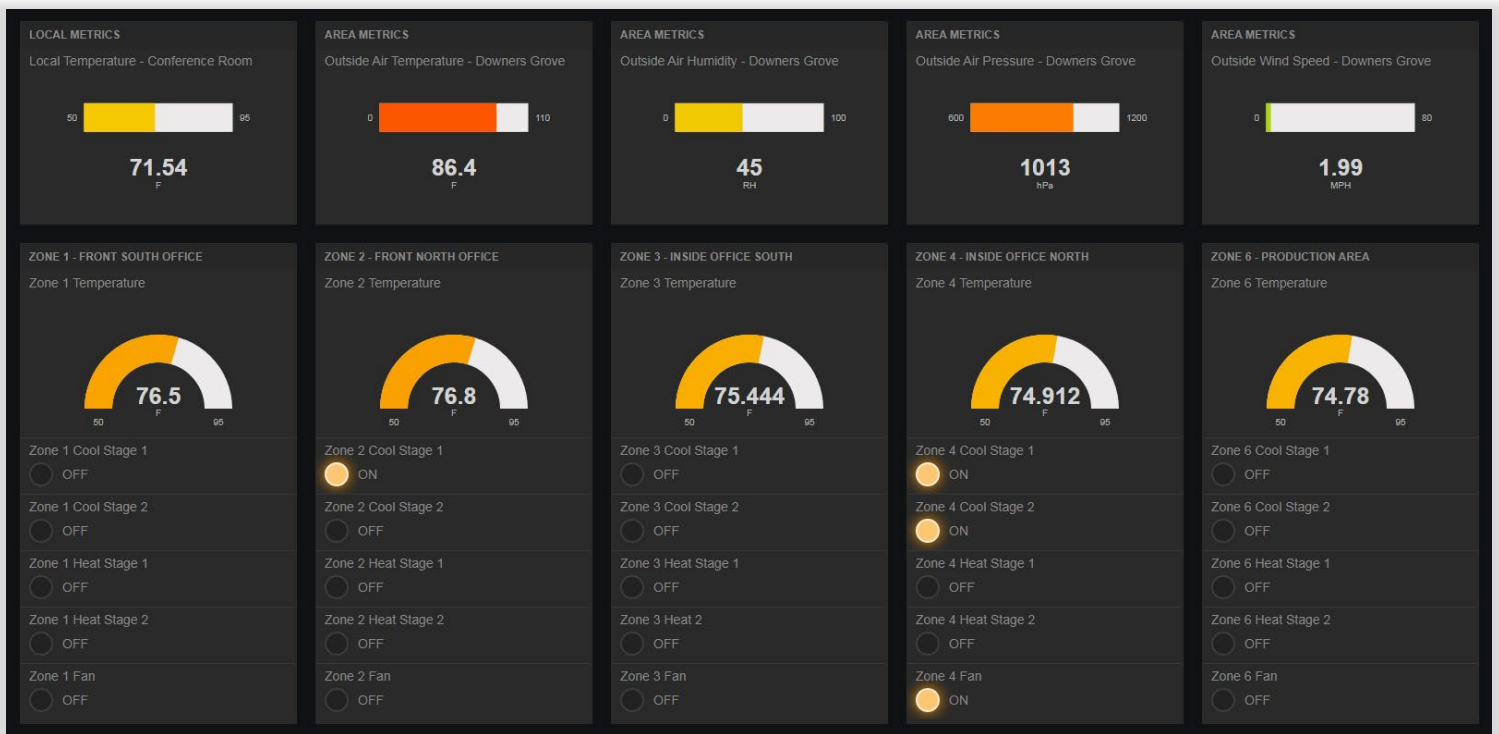 LOCAL METRICS
Local Temperature - Conference Room
50 95
71.54
F
AREA METRICS
Outside Air Temperature - Downers Grove
0 110
86.4
F
AREA METRICS
Outside Air Humidity - Downers Grove
0 100
45
RH
AREA METRICS
Outside Air Pressure - Downers Grove
600 1200
1013
hPa
AREA METRICS
Outside Wind Speed - Downers Grove
0 80
1.99
MPH
ZONE 1 - FRONT SOUTH OFFICE
Zone 1 Temperature
76.5
F
50 95
Zone 1 Cool Stage 1
OFF
Zone 1 Cool Stage 2
OFF
Zone 1 Heat Stage 1
OFF
Zone 1 Heat Stage 2
OFF
Zone 1 Fan
OFF
ZONE 2 - FRONT NORTH OFFICE
Zone 2 Temperature
76.8
F
50 95
Zone 2 Cool Stage 1
ON
Zone 2 Cool Stage 2
OFF
Zone 2 Heat Stage 1
OFF
Zone 2 Heat Stage 2
OFF
Zone 2 Fan
OFF
ZONE 3 - INSIDE OFFICE SOUTH
Zone 3 Temperature
75.444
F
50 95
Zone 3 Cool Stage 1
OFF
Zone 3 Cool Stage 2
OFF
Zone 3 Heat Stage 1
OFF
Zone 3 Heat 2
OFF
Zone 3 Fan
OFF
ZONE 4 - INSIDE OFFICE NORTH
Zone 4 Temperature
74.912
F
50 95
Zone 4 Cool Stage 1
ON
Zone 4 Cool Stage 2
ON
Zone 4 Heat Stage 1
OFF
Zone 4 Heat Stage 2
OFF
Zone 4 Fan
ON
ZONE 6 - PRODUCTION AREA
Zone 6 Temperature
74.78
F
50 95
Zone 6 Cool Stage 1
OFF
Zone 6 Cool Stage 2
OFF
Zone 6 Heat Stage 1
OFF
Zone 6 Heat Stage 2
OFF
Zone 6 Fan
OFF